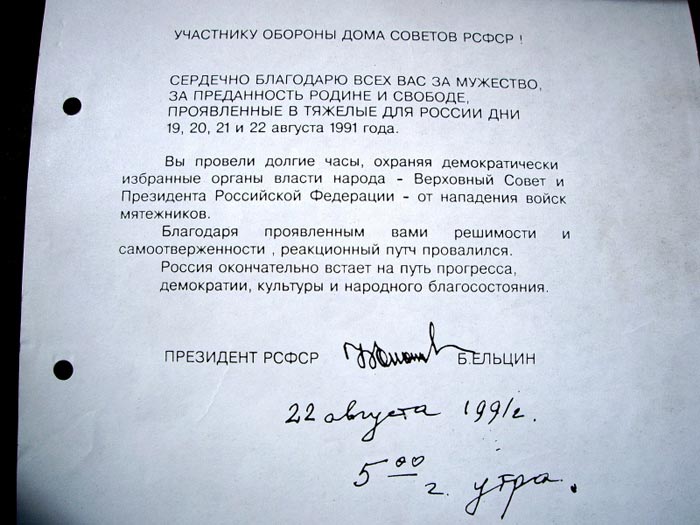 УЧАСТНИКУ ОБОРОНЫ ДОМА СОВЕТОВ РСФСР !
СЕРДЕЧНО БЛАГОДАРЮ ВСЕХ ВАС ЗА МУЖЕСТВО,
ЗА ПРЕДАННОСТЬ РОДИНЕ И СВОБОДЕ,
ПРОЯВЛЕННЫЕ В ТЯЖЕЛЫЕ ДЛЯ РОССИИ ДНИ
19, 20, 21 и 22 августа 1991 года.
Вы провели долгие часы, охраняя демократически
избранные органы власти народа - Верховный Совет и
Президента Российской Федерации - от нападения войск
мятежников.
Благодаря проявленным вами решимости и
самоотверженности , реакционный путч провалился.
Россия окончательно встает на путь прогресса,
демократии, культуры и народного благосостояния.
ПРЕЗИДЕНТ РСФСР Б.ЕЛЬЦИН
22 августа 1991г.
5 00 г. утра.